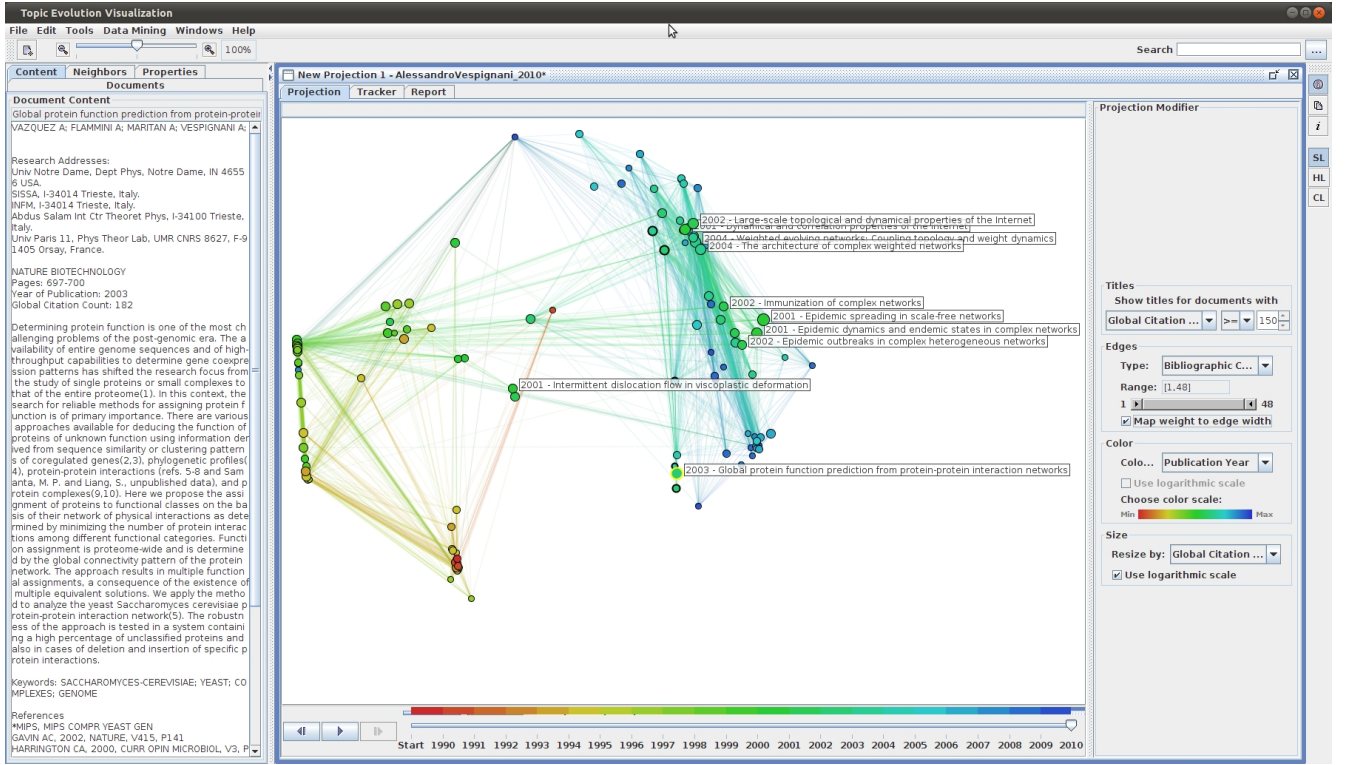 Topic Evolution Visualization
File Edit Tools Data Mining Windows Help
100%
Search
...
Content Neighbors Properties
Documents
Document Content
Global protein function prediction from protein-protein
VAZQUEZ A; FLAMMINI A; MARITAN A; VESPIGNANI A;
Research Addresses:
Univ Notre Dame, Dept Phys, Notre Dame, IN 4655
6 USA.
SISSA, I-34014 Trieste, Italy.
INFM, I-34014 Trieste, Italy.
Abdus Salam Int Ctr Theoret Phys, I-34100 Trieste,
Italy.
Univ Paris 11, Phys Theor Lab, UMR CNRS 8627, F-9
1405 Orsay, France.
NATURE BIOTECHNOLOGY
Pages: 697-700
Year of Publication: 2003
Global Citation Count: 182
Determining protein function is one of the most ch
allenging problems of the post-genomic era. The a
vailability of entire genome sequences and of high-
throughput capabilities to determine gene coexpre
ssion patterns has shifted the research focus from
the study of single proteins or small complexes to
that of the entire proteome(1). In this context, the
search for reliable methods for assigning protein f
unction is of primary importance. There are various
approaches available for deducing the function of
proteins of unknown function using information der
ived from sequence similarity or clustering pattern
s of coregulated genes(2,3), phylogenetic profiles(
4), protein-protein interactions (refs. 5-8 and Sam
anta, M. P. and Liang, S., unpublished data), and p
rotein complexes(9,10). Here we propose the assi
gnment of proteins to functional classes on the ba
sis of their network of physical interactions as dete
rmined by minimizing the number of protein interac
tions among different functional categories. Functi
on assignment is proteome-wide and is determine
d by the global connectivity pattern of the protein
network. The approach results in multiple function
al assignments, a consequence of the existence of
multiple equivalent solutions. We apply the metho
d to analyze the yeast Saccharomyces cerevisiae p
rotein-protein interaction network(5). The robustn
ess of the approach is tested in a system containi
ng a high percentage of unclassified proteins and
also in cases of deletion and insertion of specific p
rotein interactions.
Keywords: SACCHAROMYCES-CEREVISIAE; YEAST; CO
MPLEXES; GENOME
References
*MIPS, MIPS COMPR YEAST GEN
GAVIN AC, 2002, NATURE, V415, P141
HARRINGTON CA, 2000, CURR OPIN MICROBIOL, V3, P
New Projection 1 - AlessandroVespignani_2010*
Projection Tracker Report
2002 - Large-scale topological and dynamical properties of the Internet
2001 - Dynamical and correlation properties of the Internet
2004 - Weighted evolving networks: Coupling topology and weight dynamics
2004 - The architecture of complex weighted networks
2002 - Immunization of complex networks
2001 - Epidemic spreading in scale-free networks
2001 - Epidemic dynamics and endemic states in complex networks
2002 - Epidemic outbreaks in complex heterogeneous networks
2001 - Intermittent dislocation flow in viscoplastic deformation
2003 - Global protein function prediction from protein-protein interaction networks
Start 1990 1991 1992 1993 1994 1995 1996 1997 1998 1999 2000 2001 2002 2003 2004 2005 2006 2007 2008 2009 2010
Projection Modifier
Titles
Show titles for documents with
Global Citation ... >= 150
Edges
Type: Bibliographic C...
Range: [1,48]
1 48
Map weight to edge width
Color
Colo... Publication Year
Use logarithmic scale
Choose color scale:
Min Max
Size
Resize by: Global Citation ...
Use logarithmic scale
i
SL
HL
CL